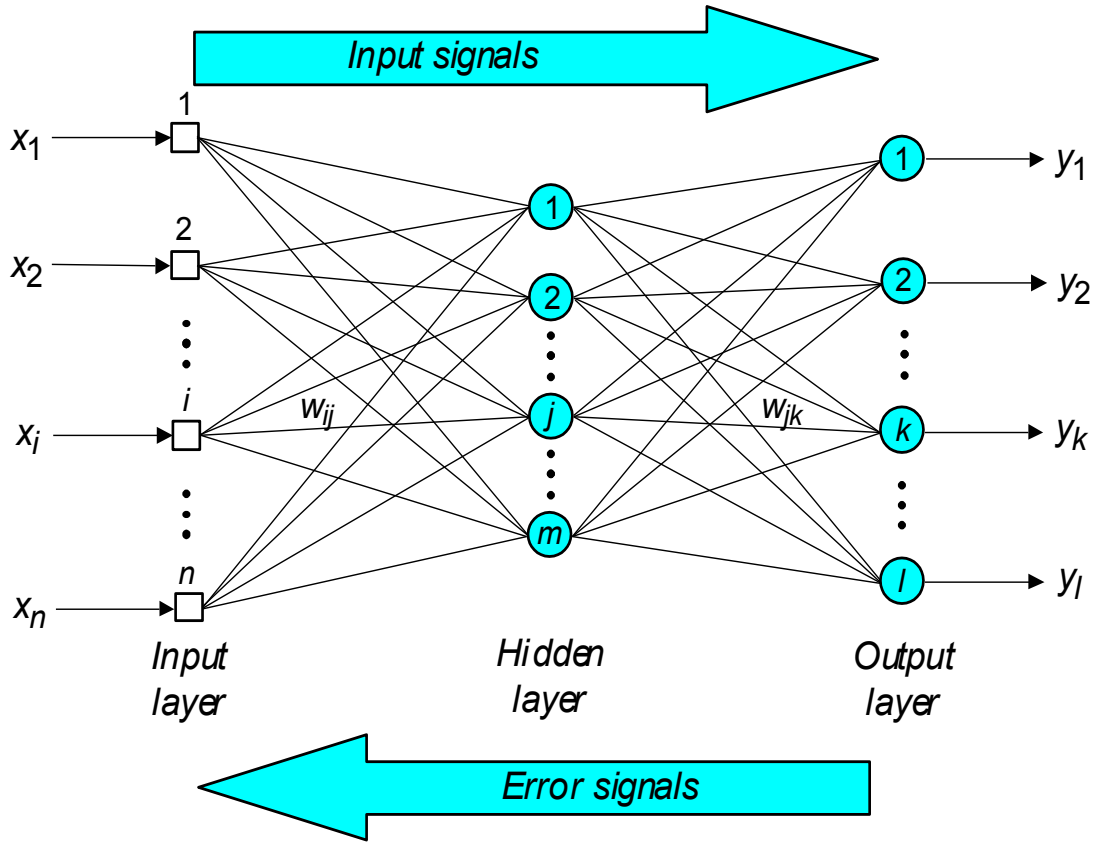 Input signals
1
x1
1
y1
1
2
x2
2
2
y2
i
xi
wij
j
wjk
k
yk
m
n
xn
l
yl
Input
layer
Hidden
layer
Output
layer
Error signals